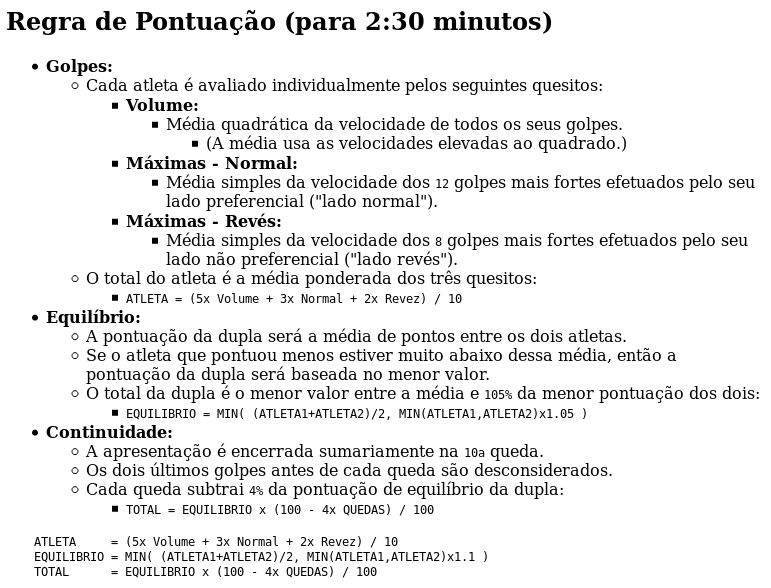 Regra de Pontuação (para 2:30 minutos)
• Golpes:
◦ Cada atleta é avaliado individualmente pelos seguintes quesitos:
▪ Volume:
▪ Média quadrática da velocidade de todos os seus golpes.
▪ (A média usa as velocidades elevadas ao quadrado.)
▪ Máximas - Normal:
▪ Média simples da velocidade dos 12 golpes mais fortes efetuados pelo seu
lado preferencial ("lado normal").
▪ Máximas - Revés:
▪ Média simples da velocidade dos 8 golpes mais fortes efetuados pelo seu
lado não preferencial ("lado revés").
◦ O total do atleta é a média ponderada dos três quesitos:
▪ ATLETA = (5x Volume + 3x Normal + 2x Revez) / 10
• Equilíbrio:
◦ A pontuação da dupla será a média de pontos entre os dois atletas.
◦ Se o atleta que pontuou menos estiver muito abaixo dessa média, então a
pontuação da dupla será baseada no menor valor.
◦ O total da dupla é o menor valor entre a média e 105% da menor pontuação dos dois:
▪ EQUILIBRIO = MIN( (ATLETA1+ATLETA2)/2, MIN(ATLETA1,ATLETA2)x1.05 )
• Continuidade:
◦ A apresentação é encerrada sumariamente na 10a queda.
◦ Os dois últimos golpes antes de cada queda são desconsiderados.
◦ Cada queda subtrai 4% da pontuação de equilíbrio da dupla:
▪ TOTAL = EQUILIBRIO x (100 - 4x QUEDAS) / 100
ATLETA     = (5x Volume + 3x Normal + 2x Revez) / 10
EQUILIBRIO = MIN( (ATLETA1+ATLETA2)/2, MIN(ATLETA1,ATLETA2)x1.1 )
TOTAL      = EQUILIBRIO x (100 - 4x QUEDAS) / 100